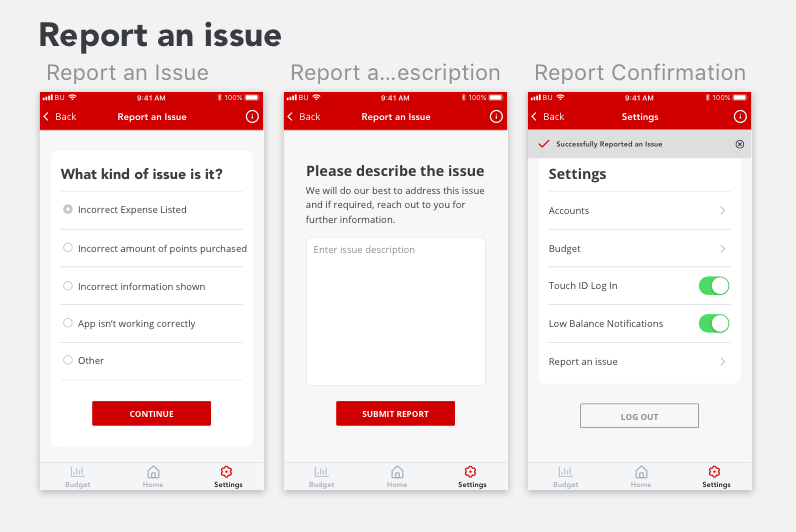 Report an issue
Report an Issue
BU
9:41 AM
100%
Back
Report an Issue
What kind of issue is it?
Incorrect Expense Listed
Incorrect amount of points purchased
Incorrect information shown
App isn't working correctly
Other
CONTINUE
Budget
Home
Settings
Report a...escription
BU
9:41 AM
100%
Back
Report an Issue
Please describe the issue
We will do our best to address this issue
and if required, reach out to you for
further information.
Enter issue description
SUBMIT REPORT
Budget
Home
Settings
Report Confirmation
BU
9:41 AM
100%
Back
Settings
Successfully Reported an Issue
Settings
Accounts
Budget
Touch ID Log In
Low Balance Notifications
Report an issue
LOG OUT
Budget
Home
Settings